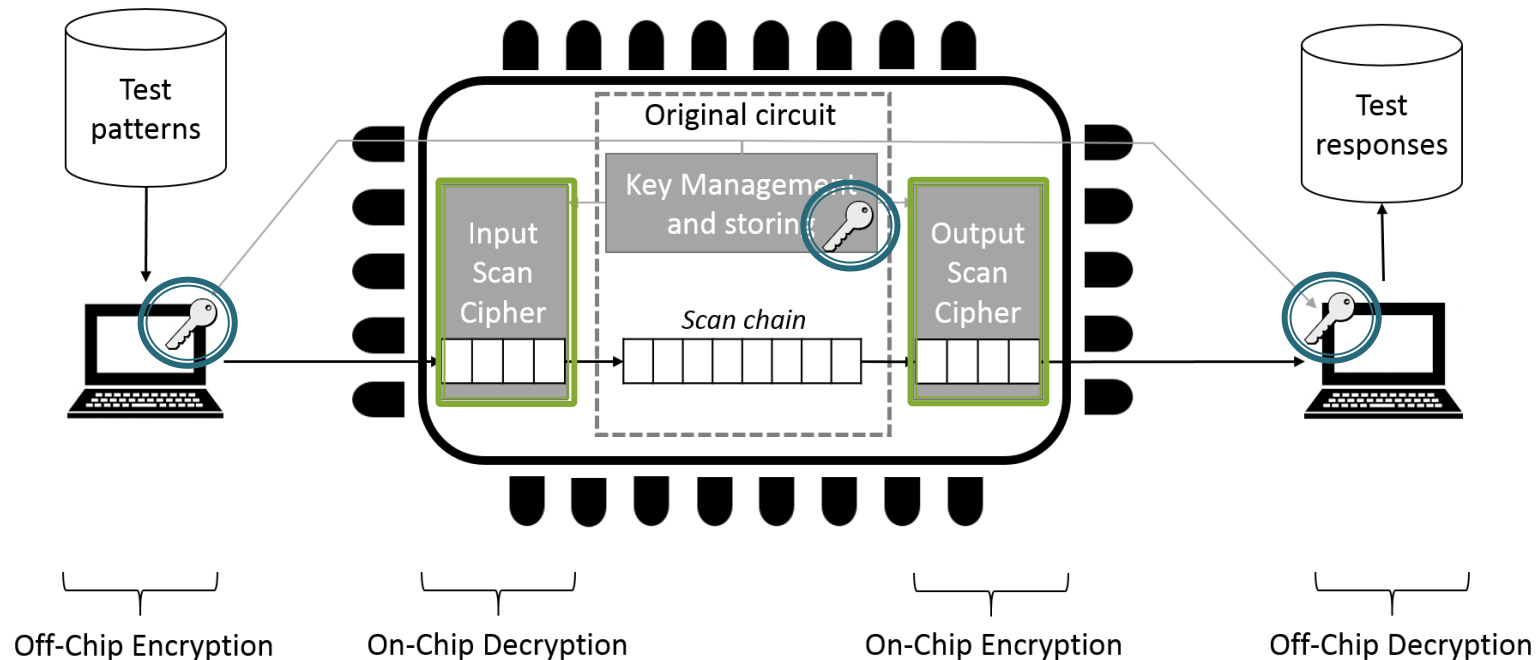 Test
patterns
Original circuit
Test
responses
Key Management
and storing
Input
Scan
Cipher
Output
Scan
Cipher
Scan chain
Off-Chip Encryption
On-Chip Decryption
On-Chip Encryption
Off-Chip Decryption